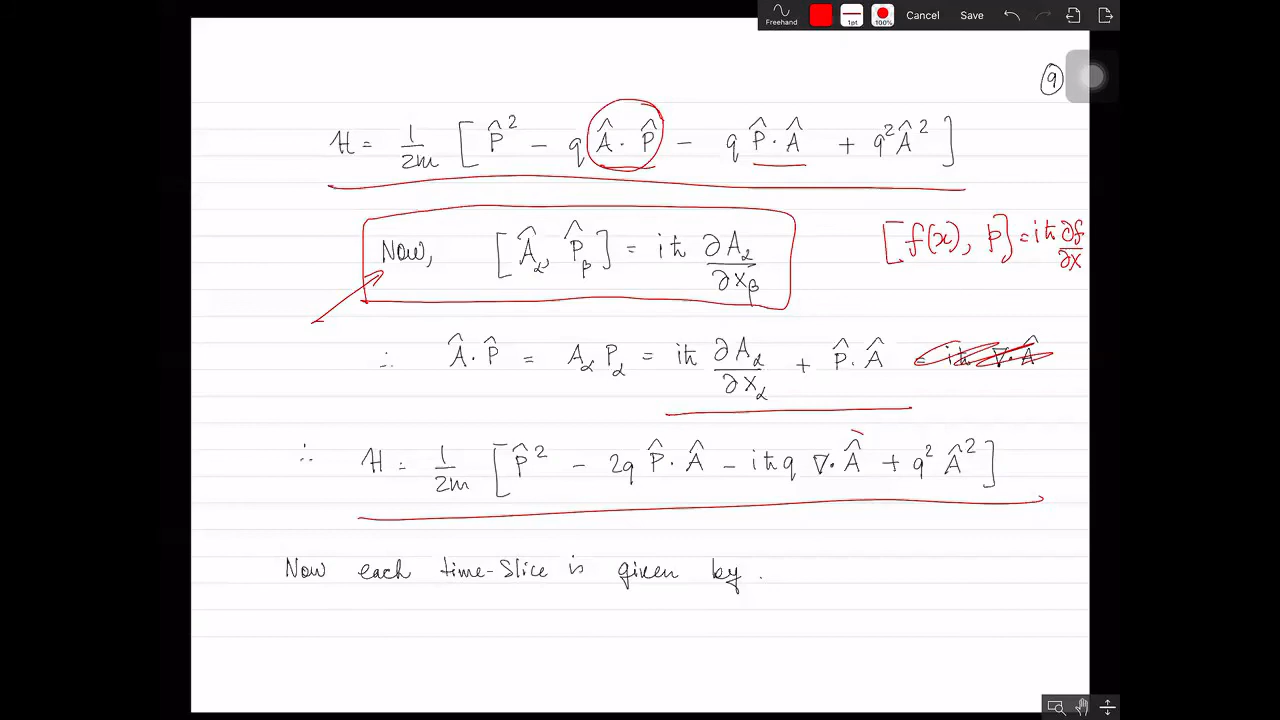 Freehand 1pt 100% Cancel Save
9
H = 1/2m [ P̂² − q Â · P̂ − q P̂ · Â + q² Â² ]
Now, [ Â_α, P̂_β ] = iħ ∂A_α/∂x_β
[ f(x), p ] = iħ ∂f/∂x
∴ Â · P̂ = A_α P_α = iħ ∂A_α/∂x_α + P̂ · Â = iħ ∇·Â
∴ H = 1/2m [ P̂² − 2q P̂ · Â − iħq ∇· Â + q² Â² ]
Now each time-Slice is given by .